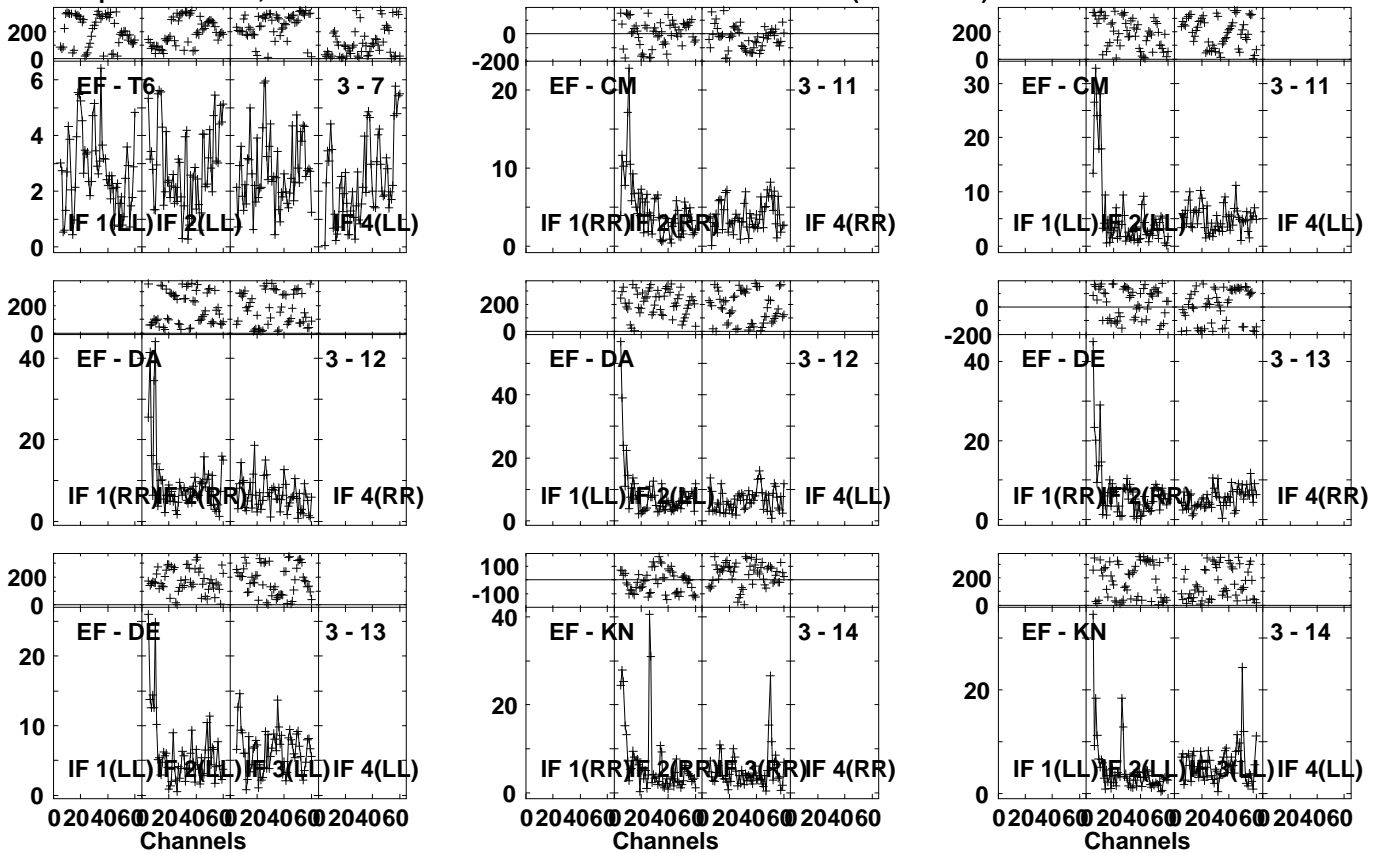 200
0
6
4
2
0
EF - T6
3 - 7
IF 1(LL)
IF 2(LL)
IF 4(LL)
0
-200
20
10
0
EF - CM
3 - 11
IF 1(RR)
IF 2(RR)
IF 4(RR)
200
0
30
20
10
0
EF - CM
3 - 11
IF 1(LL)
IF 2(LL)
IF 4(LL)
200
0
40
20
0
EF - DA
3 - 12
IF 1(RR)
IF 2(RR)
IF 4(RR)
200
0
40
20
0
EF - DA
3 - 12
IF 1(LL)
IF 2(LL)
IF 4(LL)
0
-200
40
20
0
EF - DE
3 - 13
IF 1(RR)
IF 2(RR)
IF 4(RR)
200
0
20
10
0
EF - DE
3 - 13
IF 1(LL)
IF 2(LL)
IF 3(LL)
IF 4(LL)
0 20 40 60 0 20 40 60 0 20 40 60 0 20 40 60
Channels
100
-100
40
20
0
EF - KN
3 - 14
IF 1(RR)
IF 2(RR)
IF 3(RR)
IF 4(RR)
0 20 40 60 0 20 40 60 0 20 40 60 0 20 40 60
Channels
200
0
20
0
EF - KN
3 - 14
IF 1(LL)
IF 2(LL)
IF 3(LL)
IF 4(LL)
0 20 40 60 0 20 40 60 0 20 40 60 0 20 40 60
Channels